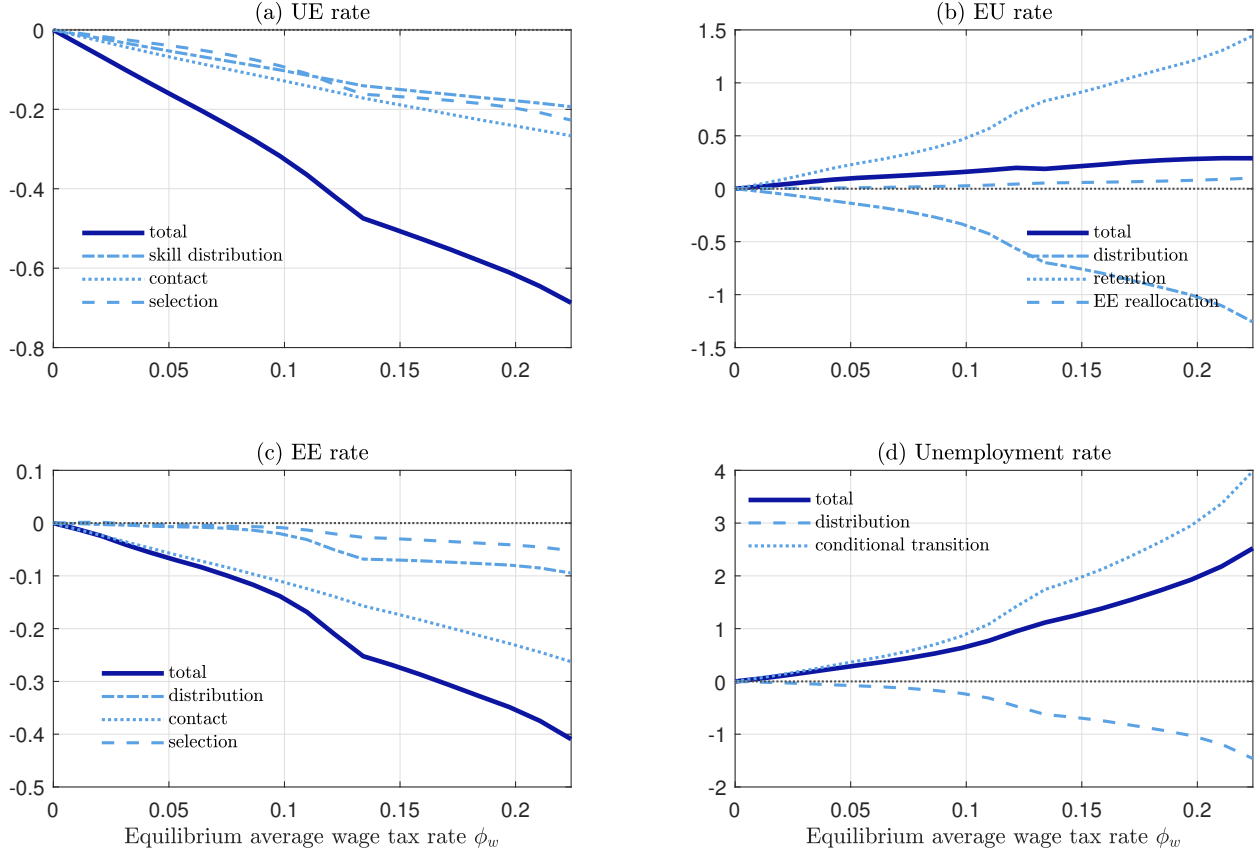 (a) UE rate
0
-0.2
-0.4
-0.6
-0.8
total
skill distribution
contact
selection
0 0.05 0.1 0.15 0.2
(b) EU rate
1.5
1
0.5
0
-0.5
-1
-1.5
total
distribution
retention
EE reallocation
0 0.05 0.1 0.15 0.2
(c) EE rate
0.1
0
-0.1
-0.2
-0.3
-0.4
-0.5
total
distribution
contact
selection
0 0.05 0.1 0.15 0.2
Equilibrium average wage tax rate ϕ_w
(d) Unemployment rate
4
3
2
1
0
-1
-2
total
distribution
conditional transition
0 0.05 0.1 0.15 0.2
Equilibrium average wage tax rate ϕ_w